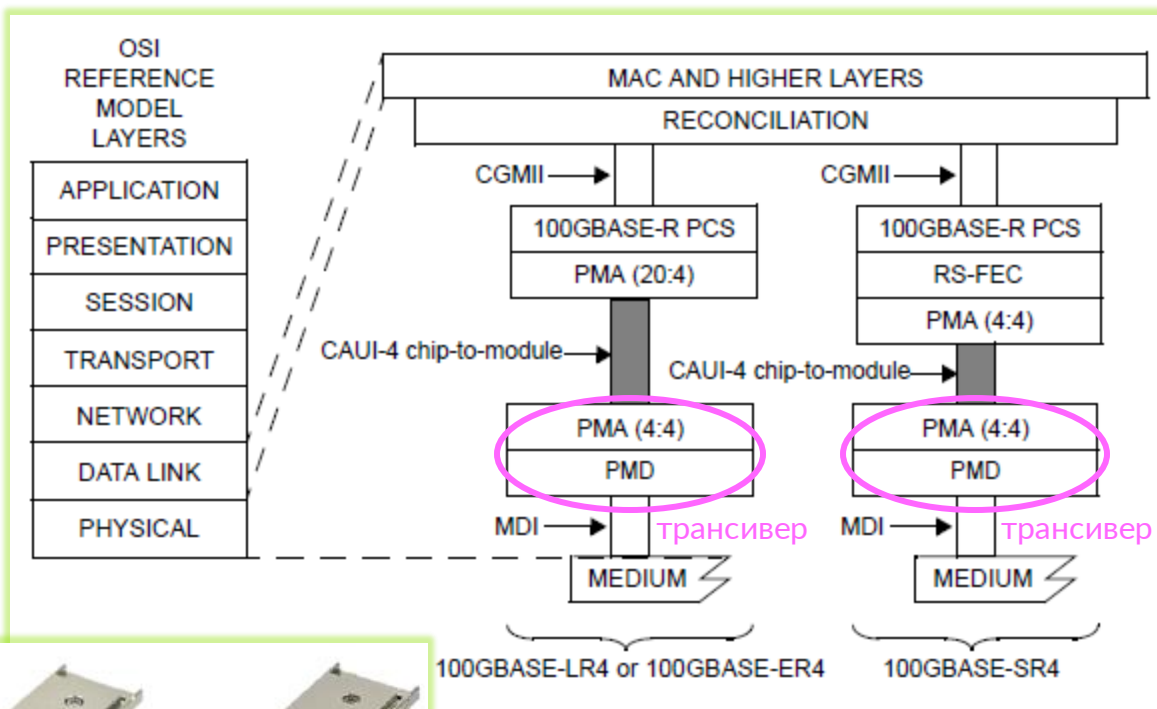 OSI
REFERENCE
MODEL
LAYERS
APPLICATION
PRESENTATION
SESSION
TRANSPORT
NETWORK
DATA LINK
PHYSICAL
MAC AND HIGHER LAYERS
RECONCILIATION
CGMII
100GBASE-R PCS
PMA (20:4)
CAUI-4 chip-to-module
PMA (4:4)
PMD
MDI
трансивер
MEDIUM
100GBASE-LR4 or 100GBASE-ER4
CGMII
100GBASE-R PCS
RS-FEC
PMA (4:4)
CAUI-4 chip-to-module
PMA (4:4)
PMD
MDI
трансивер
MEDIUM
100GBASE-SR4